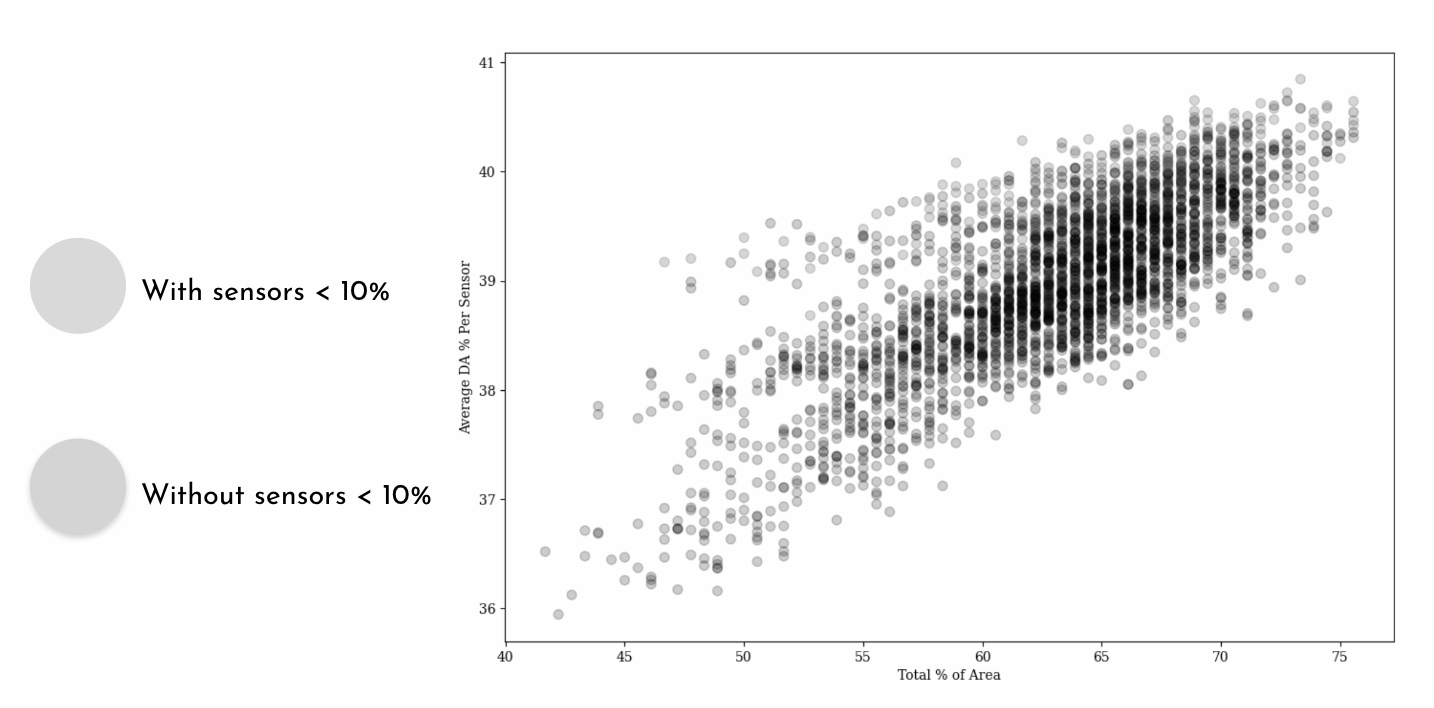 With sensors < 10%
Without sensors < 10%
41
40
39
38
37
36
Average DA % Per Sensor
40 45 50 55 60 65 70 75
Total % of Area